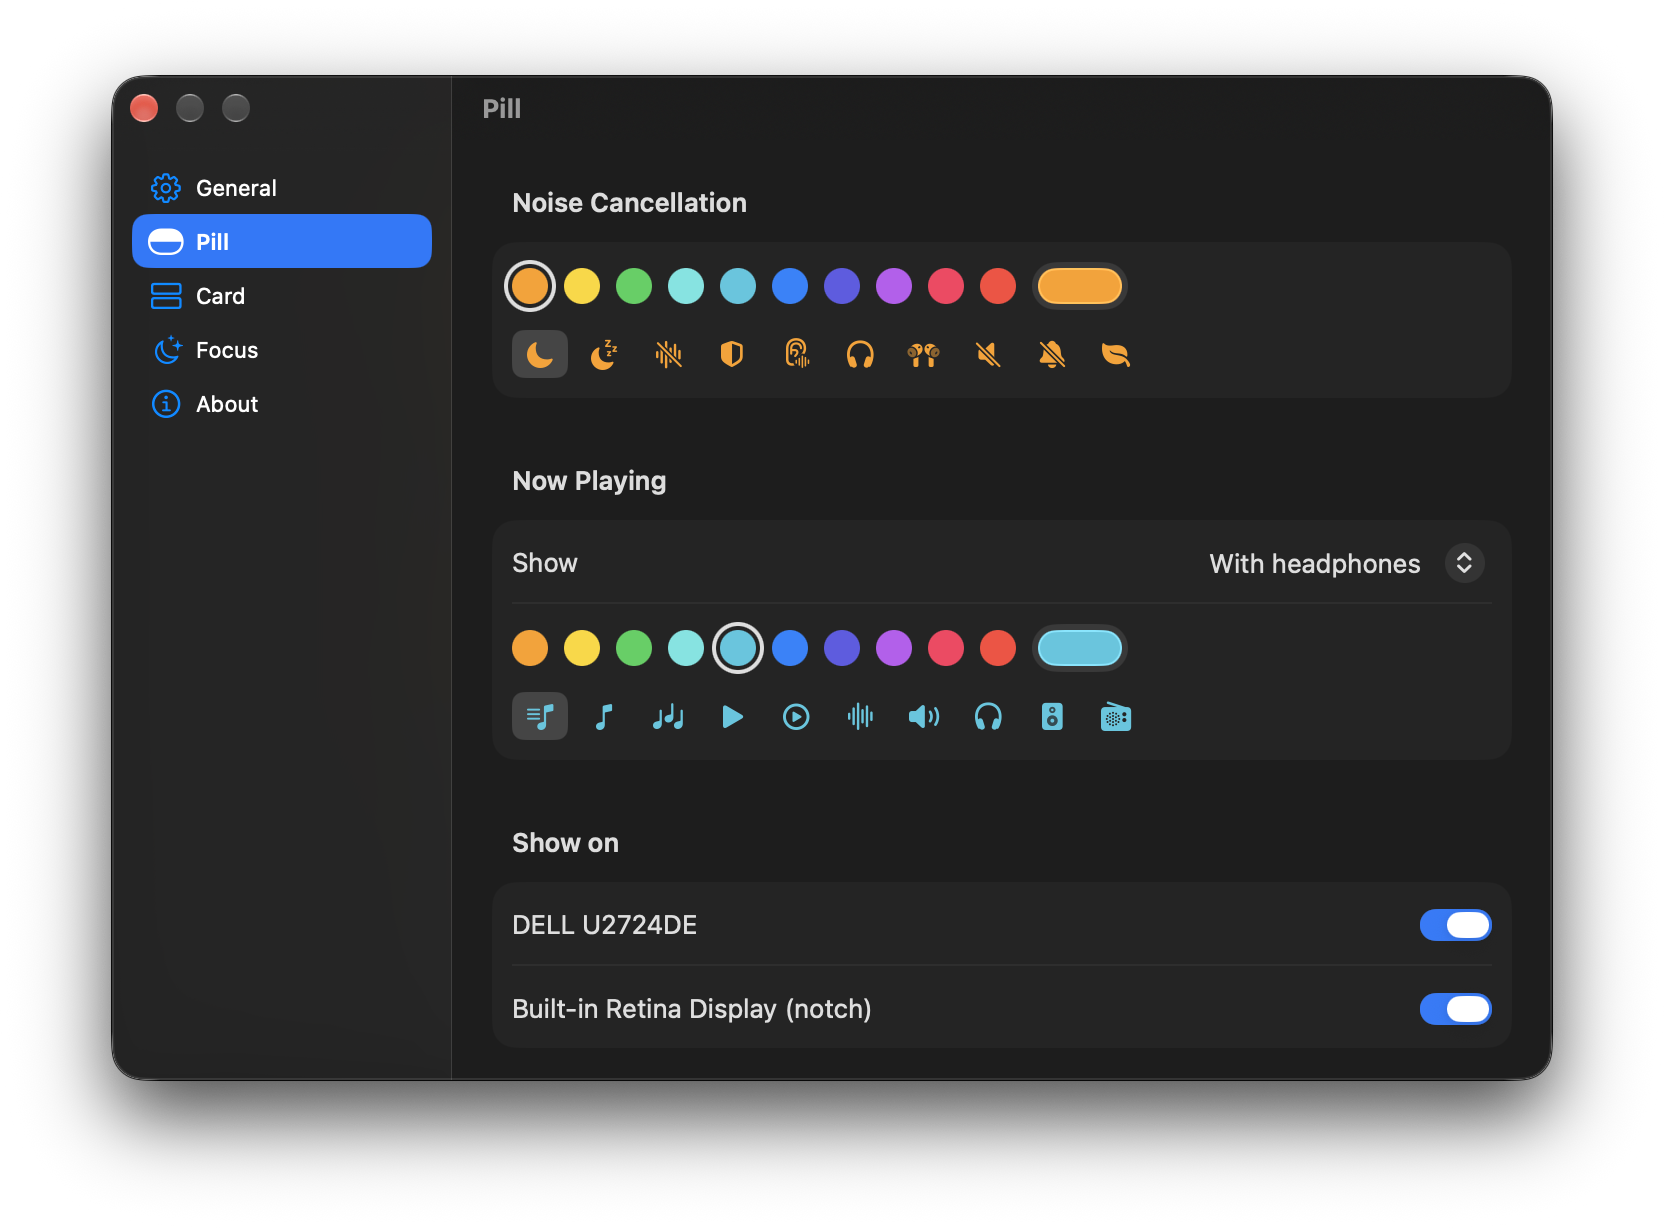 Pill
General
Pill
Card
Focus
About
Noise Cancellation
Now Playing
Show
With headphones
Show on
DELL U2724DE
Built-in Retina Display (notch)